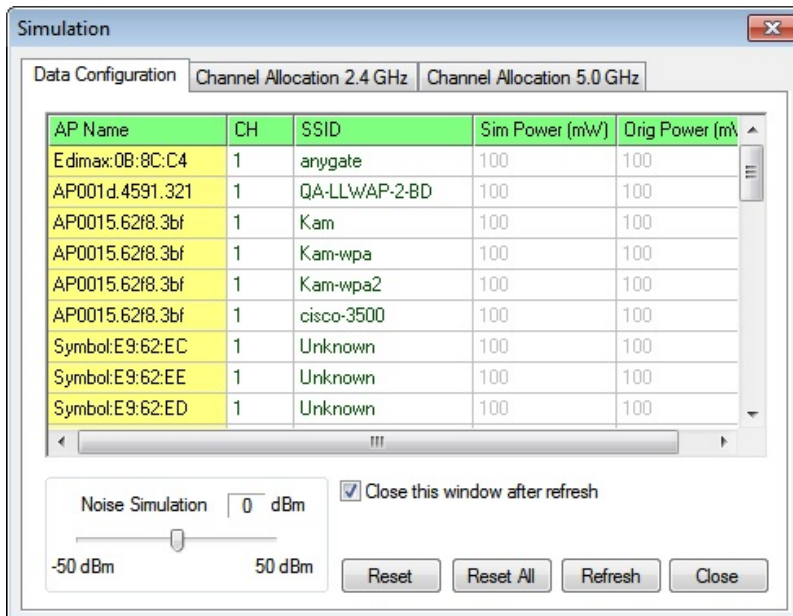 Simulation
Data Configuration Channel Allocation 2.4 GHz Channel Allocation 5.0 GHz
AP Name CH SSID Sim Power (mW) Orig Power (mW
Edimax:0B:8C:C4 1 anygate 100 100
AP001d.4591.321 1 QA-LLWAP-2-BD 100 100
AP0015.62f8.3bf 1 Kam 100 100
AP0015.62f8.3bf 1 Kam-wpa 100 100
AP0015.62f8.3bf 1 Kam-wpa2 100 100
AP0015.62f8.3bf 1 cisco-3500 100 100
Symbol:E9:62:EC 1 Unknown 100 100
Symbol:E9:62:EE 1 Unknown 100 100
Symbol:E9:62:ED 1 Unknown 100 100
Close this window after refresh
Noise Simulation 0 dBm
-50 dBm 50 dBm
Reset Reset All Refresh Close